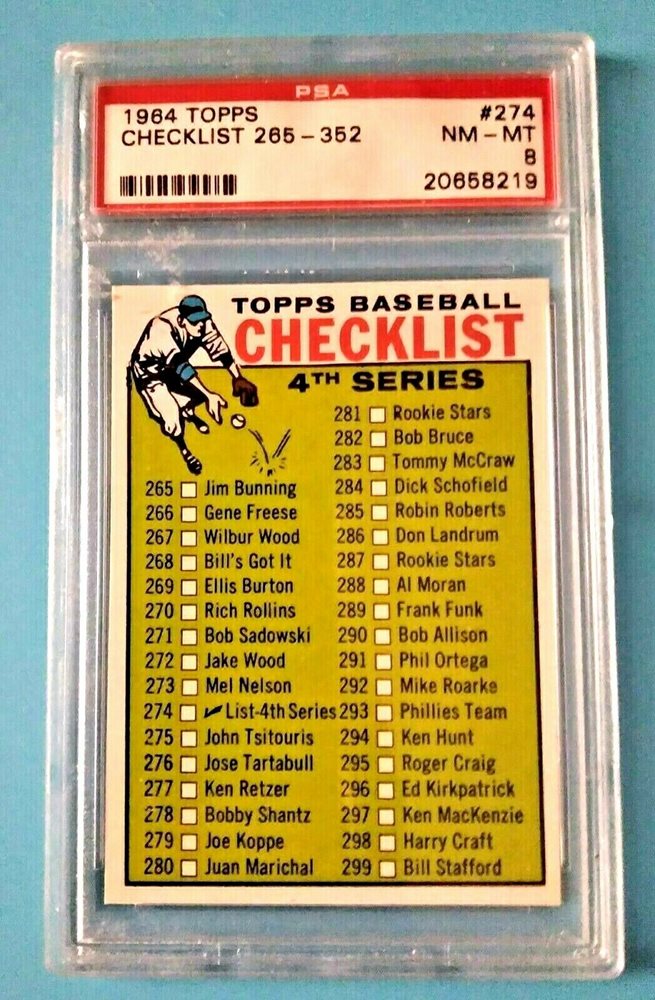 PSA
1964 TOPPS #274
CHECKLIST 265-352 NM-MT
8
20658219
TOPPS BASEBALL
CHECKLIST
4TH SERIES
265 Jim Bunning
266 Gene Freese
267 Wilbur Wood
268 Bill's Got It
269 Ellis Burton
270 Rich Rollins
271 Bob Sadowski
272 Jake Wood
273 Mel Nelson
274 List-4th Series
275 John Tsitouris
276 Jose Tartabull
277 Ken Retzer
278 Bobby Shantz
279 Joe Koppe
280 Juan Marichal
281 Rookie Stars
282 Bob Bruce
283 Tommy McCraw
284 Dick Schofield
285 Robin Roberts
286 Don Landrum
287 Rookie Stars
288 Al Moran
289 Frank Funk
290 Bob Allison
291 Phil Ortega
292 Mike Roarke
293 Phillies Team
294 Ken Hunt
295 Roger Craig
296 Ed Kirkpatrick
297 Ken MacKenzie
298 Harry Craft
299 Bill Stafford